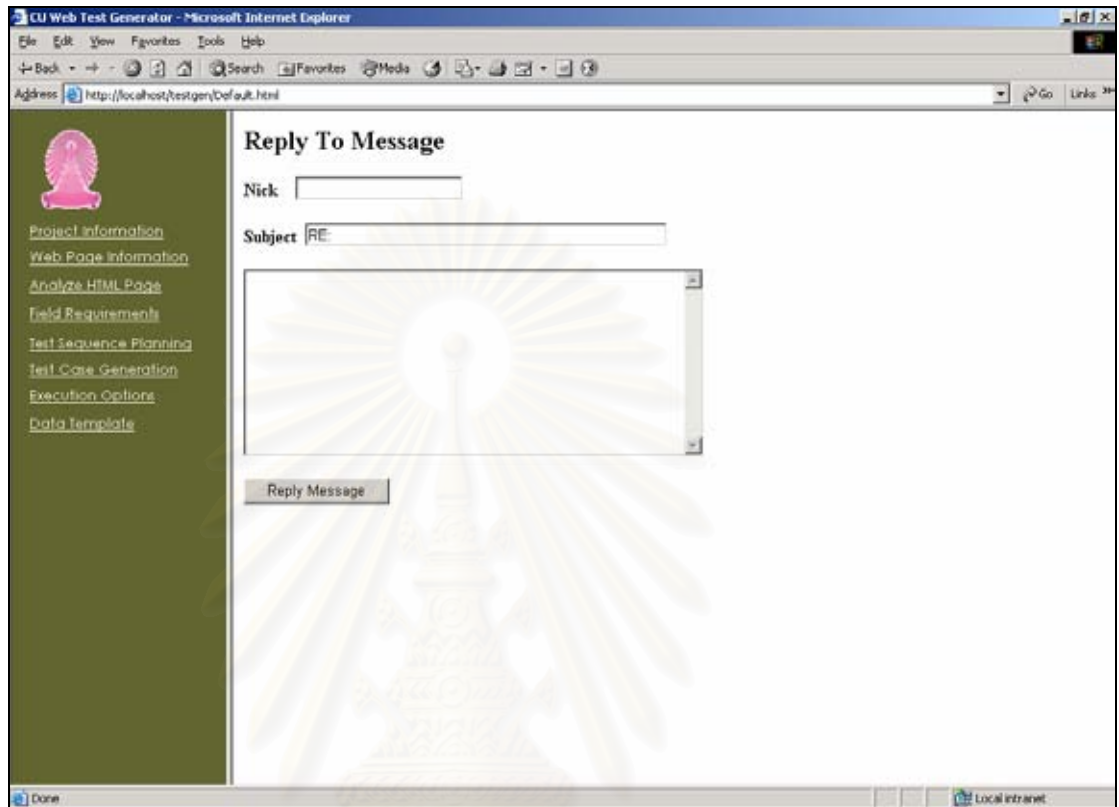 CU Web Test Generator - Microsoft Internet Explorer
File Edit View Favorites Tools Help
Back Search Favorites Media
Address http://localhost/testgen/Default.html Go Links »
Reply To Message
Nick
Subject RE:
Project Information
Web Page Information
Analyze HTML Page
Field Requirements
Test Sequence Planning
Test Case Generation
Execution Options
Data Template
Reply Message
Done Local intranet